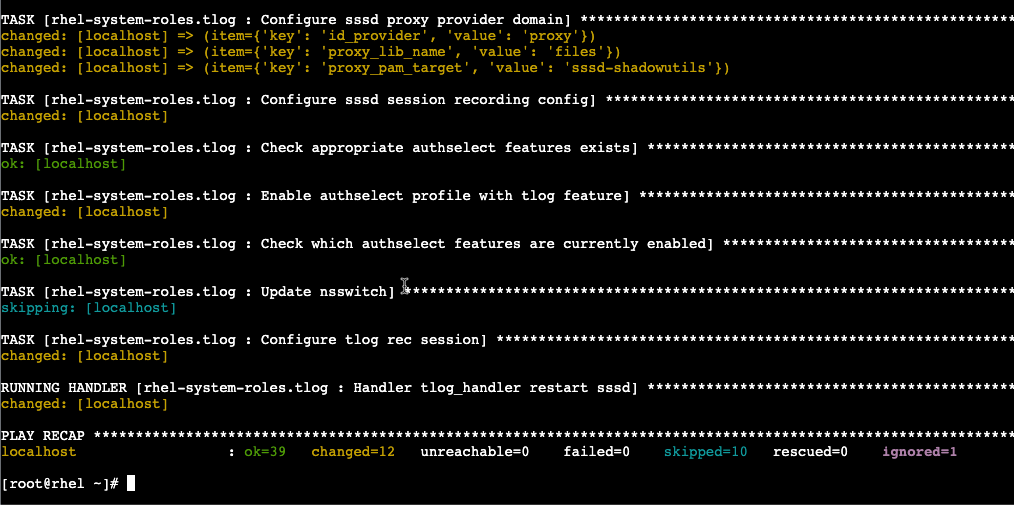 TASK [rhel-system-roles.tlog : Configure sssd proxy provider domain] ****************************************************
changed: [localhost] => (item={'key': 'id_provider', 'value': 'proxy'})
changed: [localhost] => (item={'key': 'proxy_lib_name', 'value': 'files'})
changed: [localhost] => (item={'key': 'proxy_pam_target', 'value': 'sssd-shadowutils'})
TASK [rhel-system-roles.tlog : Configure sssd session recording config] *************************************************
changed: [localhost]
TASK [rhel-system-roles.tlog : Check appropriate authselect features exists] ********************************************
ok: [localhost]
TASK [rhel-system-roles.tlog : Enable authselect profile with tlog feature] *********************************************
changed: [localhost]
TASK [rhel-system-roles.tlog : Check which authselect features are currently enabled] ***********************************
ok: [localhost]
TASK [rhel-system-roles.tlog : Update nsswitch] *************************************************************************
skipping: [localhost]
TASK [rhel-system-roles.tlog : Configure tlog rec session] **************************************************************
changed: [localhost]
RUNNING HANDLER [rhel-system-roles.tlog : Handler tlog_handler restart sssd] ********************************************
changed: [localhost]
PLAY RECAP **************************************************************************************************************
localhost                  : ok=39   changed=12   unreachable=0    failed=0    skipped=10   rescued=0    ignored=1
[root@rhel ~]#